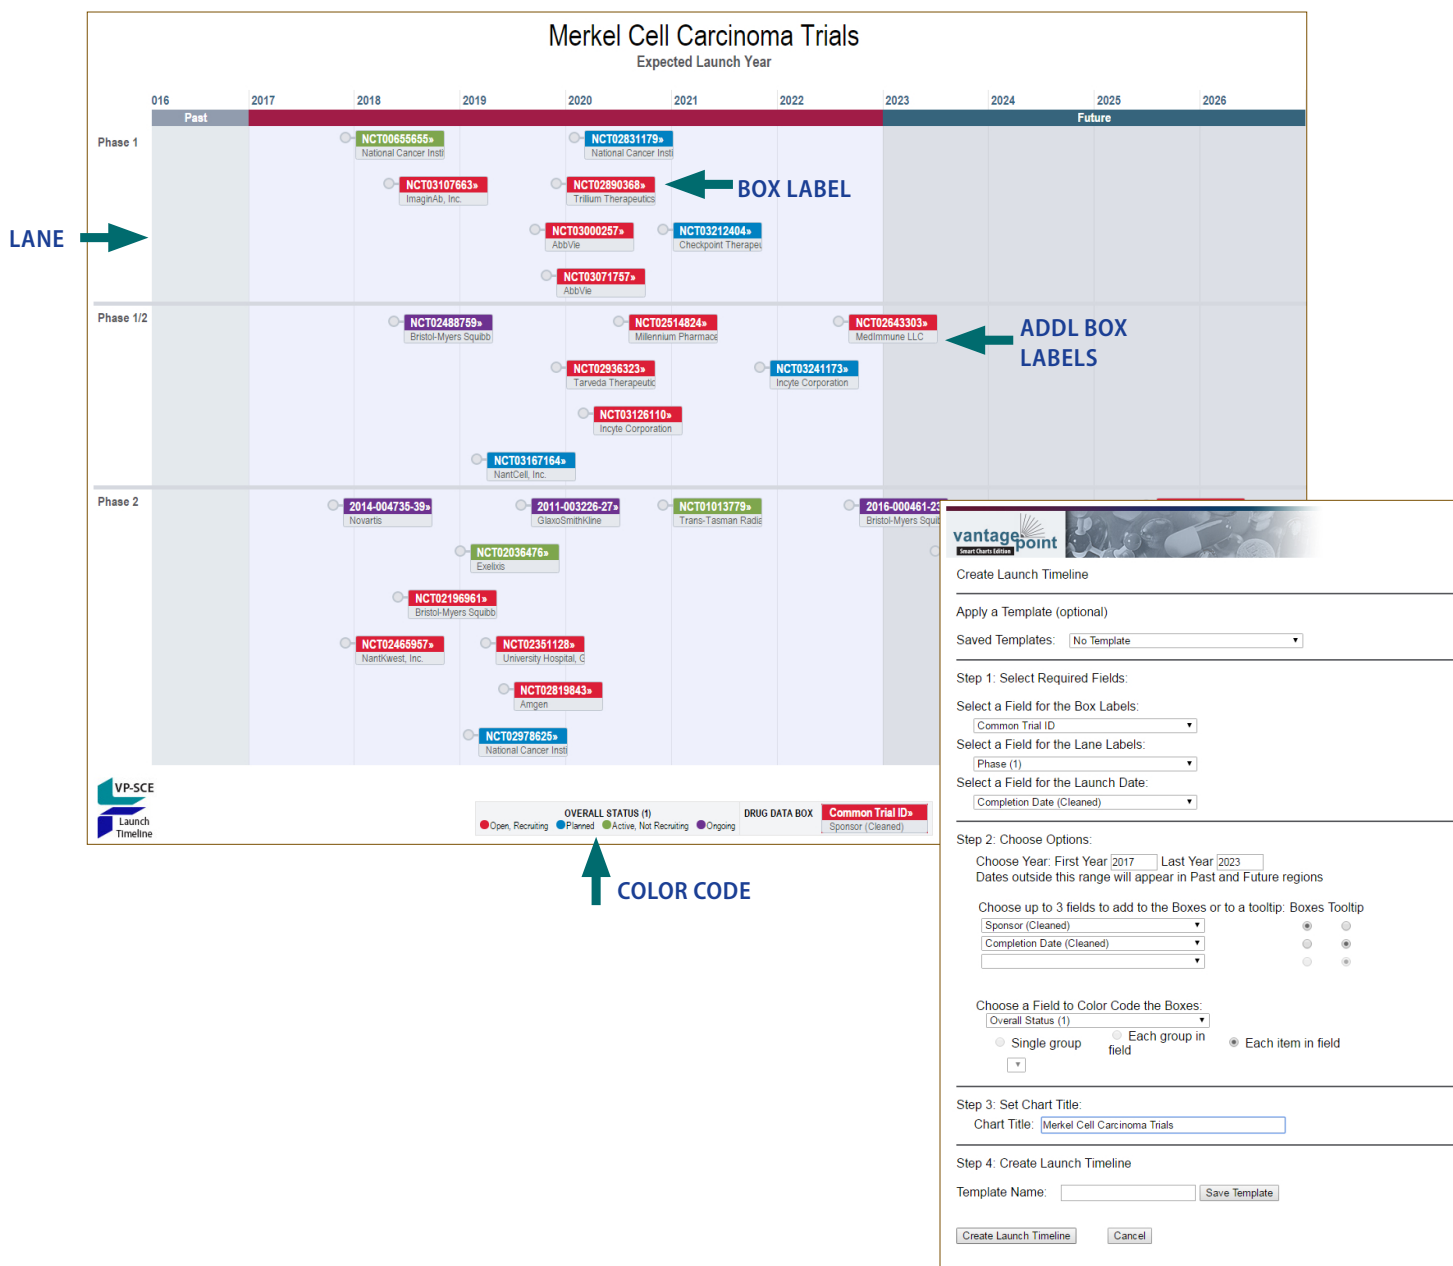 Merkel Cell Carcinoma Trials
Expected Launch Year
016 2017 2018 2019 2020 2021 2022 2023 2024 2025 2026
Past Future
Phase 1
NCT00655655»
National Cancer Insti
NCT02831179»
National Cancer Insti
NCT03107663»
ImaginAb, Inc.
NCT02890368»
Trillium Therapeutics
BOX LABEL
LANE
NCT03000257»
AbbVie
NCT03212404»
Checkpoint Therapeu
NCT03071757»
AbbVie
Phase 1/2
NCT02488759»
Bristol-Myers Squibb
NCT02514824»
Millennium Pharmace
NCT02643303»
MedImmune LLC
ADDL BOX
LABELS
NCT02936323»
Tarveda Therapeutic
NCT03241173»
Incyte Corporation
NCT03126110»
Incyte Corporation
NCT03167164»
NantCell, Inc.
Phase 2
2014-004735-39»
Novartis
2011-003226-27»
GlaxoSmithKline
NCT01013779»
Trans-Tasman Radia
2016-000461-23
Bristol-Myers Squib
NCT02036476»
Exelixis
NCT02196961»
Bristol-Myers Squibb
NCT02465957»
NantKwest, Inc.
NCT02351128»
University Hospital, G
NCT02819843»
Amgen
NCT02978625»
National Cancer Insti
VP-SCE
Launch
Timeline
OVERALL STATUS (1)
Open, Recruiting Planned Active, Not Recruiting Ongoing
DRUG DATA BOX
Common Trial ID»
Sponsor (Cleaned)
COLOR CODE
vantagepoint
Smart Charts Edition
Create Launch Timeline
Apply a Template (optional)
Saved Templates: No Template
Step 1: Select Required Fields:
Select a Field for the Box Labels:
Common Trial ID
Select a Field for the Lane Labels:
Phase (1)
Select a Field for the Launch Date:
Completion Date (Cleaned)
Step 2: Choose Options:
Choose Year: First Year 2017 Last Year 2023
Dates outside this range will appear in Past and Future regions
Choose up to 3 fields to add to the Boxes or to a tooltip: Boxes Tooltip
Sponsor (Cleaned)
Completion Date (Cleaned)
Choose a Field to Color Code the Boxes:
Overall Status (1)
Single group Each group in field Each item in field
Step 3: Set Chart Title:
Chart Title: Merkel Cell Carcinoma Trials
Step 4: Create Launch Timeline
Template Name: Save Template
Create Launch Timeline Cancel